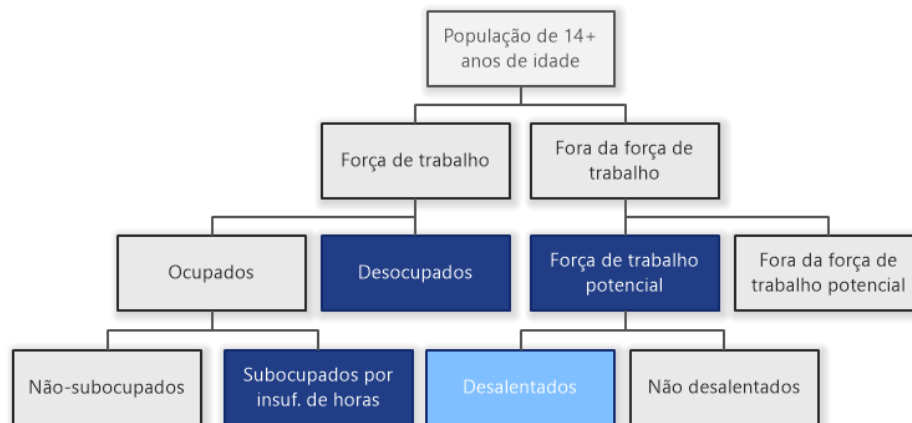 População de 14+
anos de idade
Força de trabalho
Fora da força de
trabalho
Ocupados
Desocupados
Força de trabalho
potencial
Fora da força de
trabalho potencial
Não-subocupados
Subocupados por
insuf. de horas
Desalentados
Não desalentados